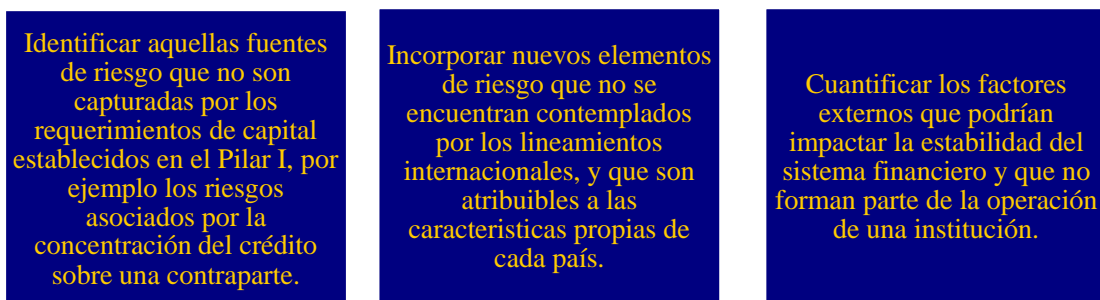 Identificar aquellas fuentes
de riesgo que no son
capturadas por los
requerimientos de capital
establecidos en el Pilar I, por
ejemplo los riesgos
asociados por la
concentración del crédito
sobre una contraparte.
Incorporar nuevos elementos
de riesgo que no se
encuentran contemplados
por los lineamientos
internacionales, y que son
atribuibles a las
caracteristicas propias de
cada país.
Cuantificar los factores
externos que podrían
impactar la estabilidad del
sistema financiero y que no
forman parte de la operación
de una institución.